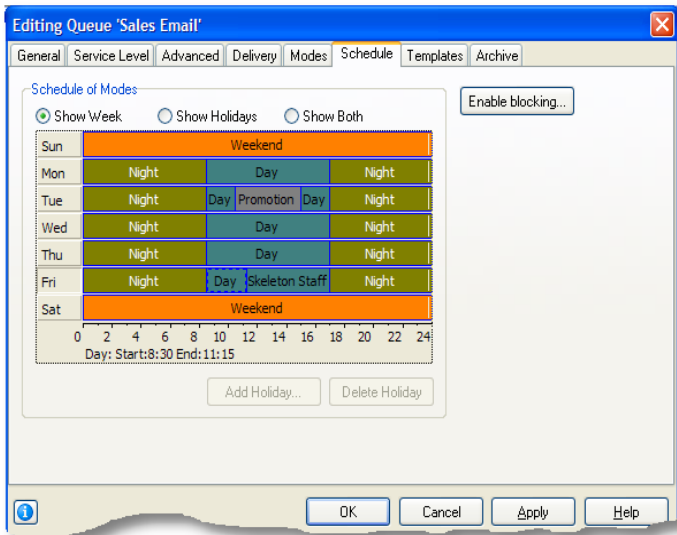 Editing Queue 'Sales Email'
General Service Level Advanced Delivery Modes Schedule Templates Archive
Schedule of Modes
Show Week Show Holidays Show Both
Enable blocking...
Sun Weekend
Mon Night Day Night
Tue Night Day Promotion Day Night
Wed Night Day Night
Thu Night Day Night
Fri Night Day Skeleton Staff Night
Sat Weekend
0 2 4 6 8 10 12 14 16 18 20 22 24
Day: Start:8:30 End:11:15
Add Holiday... Delete Holiday
OK Cancel Apply Help